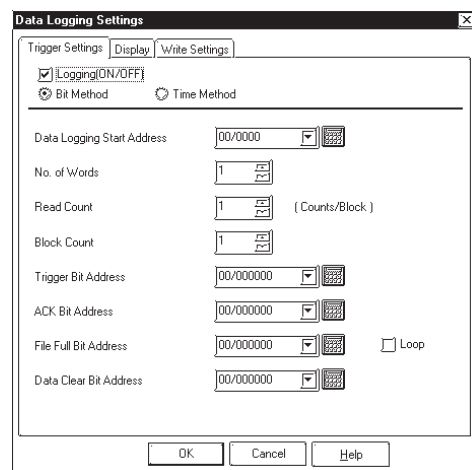 Data Logging Settings
Trigger Settings Display Write Settings
Logging(ON/OFF)
Bit Method Time Method
Data Logging Start Address 00/0000
No. of Words 1
Read Count 1 ( Counts/Block )
Block Count 1
Trigger Bit Address 00/000000
ACK Bit Address 00/000000
File Full Bit Address 00/000000 Loop
Data Clear Bit Address 00/000000
OK Cancel Help